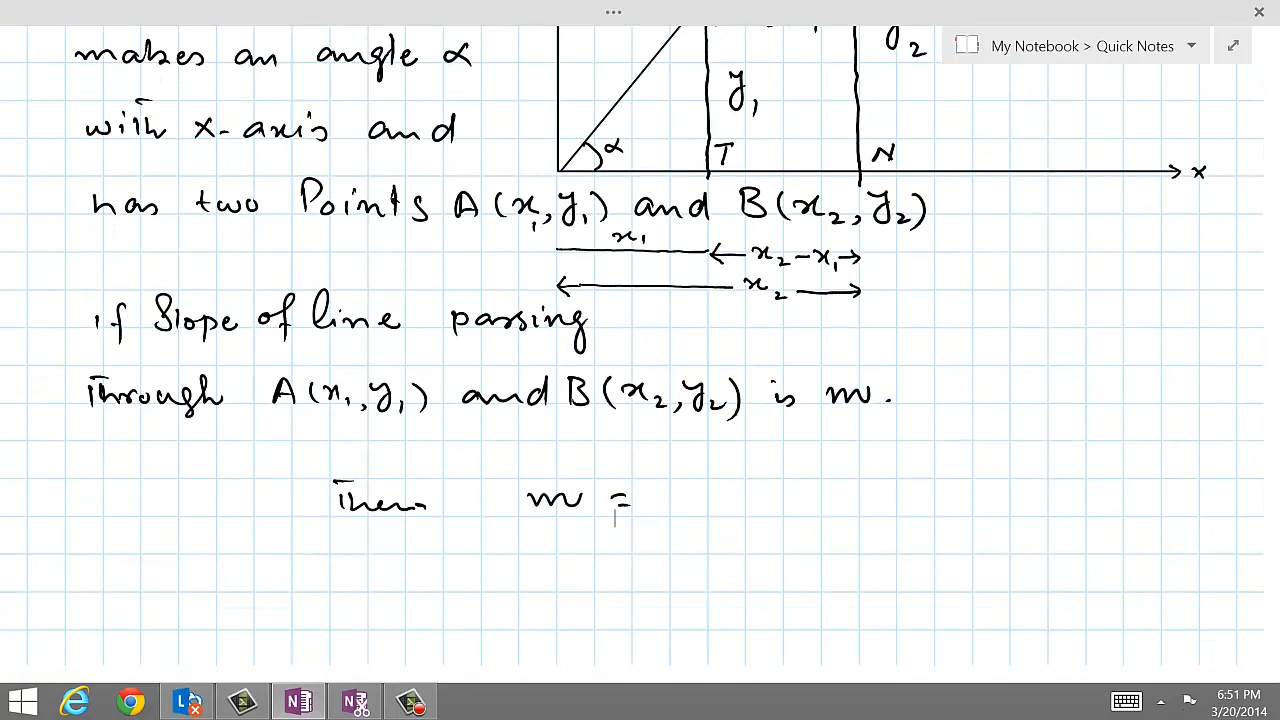 makes an angle α
with x-axis and
has two Points A(x₁,y₁) and B(x₂,y₂)
y₁
y₂
My Notebook > Quick Notes
α
T
N
x
x₁
x₂-x₁
x₂
if Slope of line passing
Through A(x₁,y₁) and B(x₂,y₂) is m.
Then m =
6:51 PM
3/20/2014